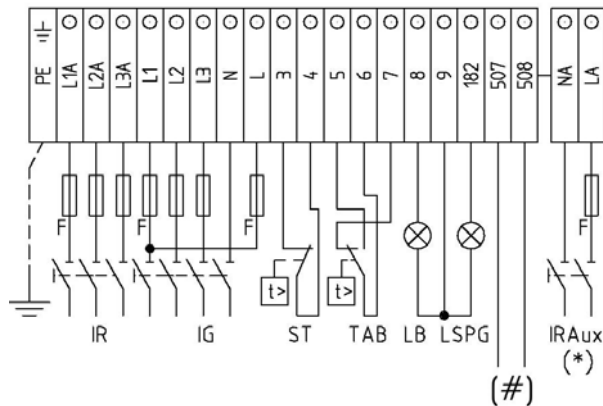 PE L1A L2A L3A L1 L2 L3 N L 3 4 5 6 7 8 9 182 507 508 NA LA
F F F F
t> t>
IR IG ST TAB LB LSPG IRAux
(#) (*)